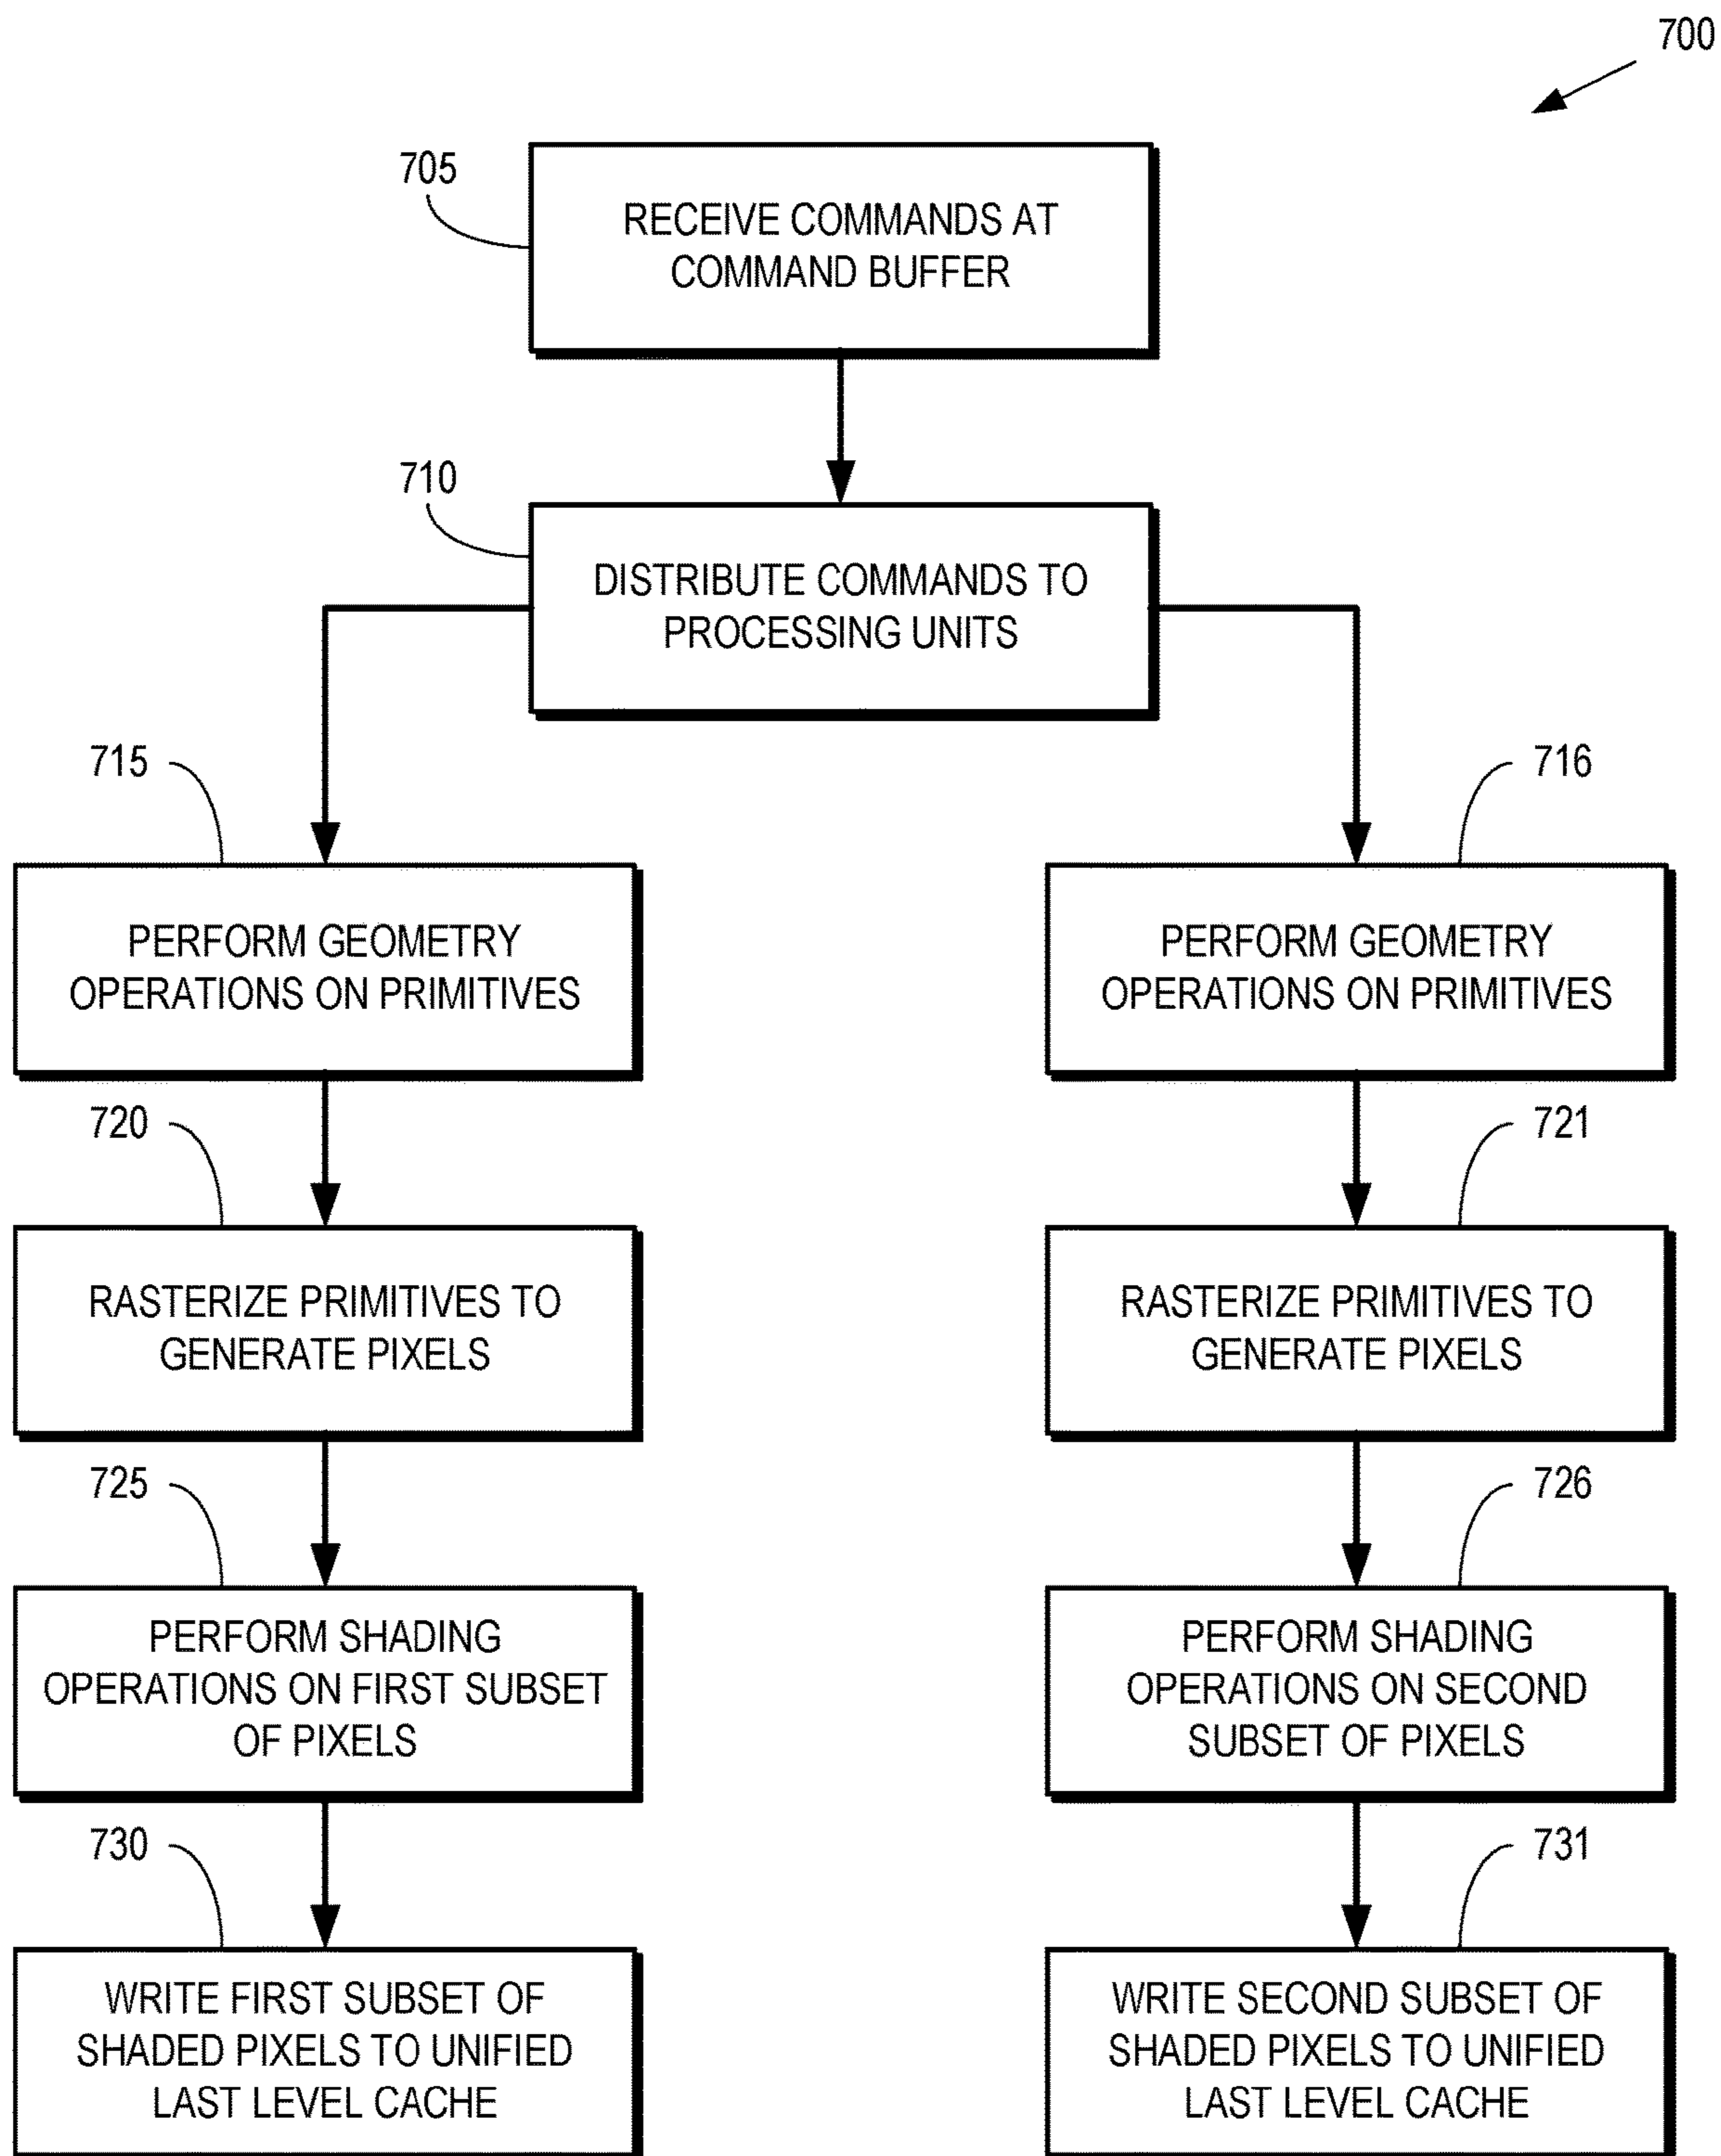 700
705
RECEIVE COMMANDS AT
COMMAND BUFFER
710
DISTRIBUTE COMMANDS TO
PROCESSING UNITS
715
716
PERFORM GEOMETRY
OPERATIONS ON PRIMITIVES
PERFORM GEOMETRY
OPERATIONS ON PRIMITIVES
720
721
RASTERIZE PRIMITIVES TO
GENERATE PIXELS
RASTERIZE PRIMITIVES TO
GENERATE PIXELS
725
726
PERFORM SHADING
OPERATIONS ON FIRST SUBSET
OF PIXELS
PERFORM SHADING
OPERATIONS ON SECOND
SUBSET OF PIXELS
730
731
WRITE FIRST SUBSET OF
SHADED PIXELS TO UNIFIED
LAST LEVEL CACHE
WRITE SECOND SUBSET OF
SHADED PIXELS TO UNIFIED
LAST LEVEL CACHE